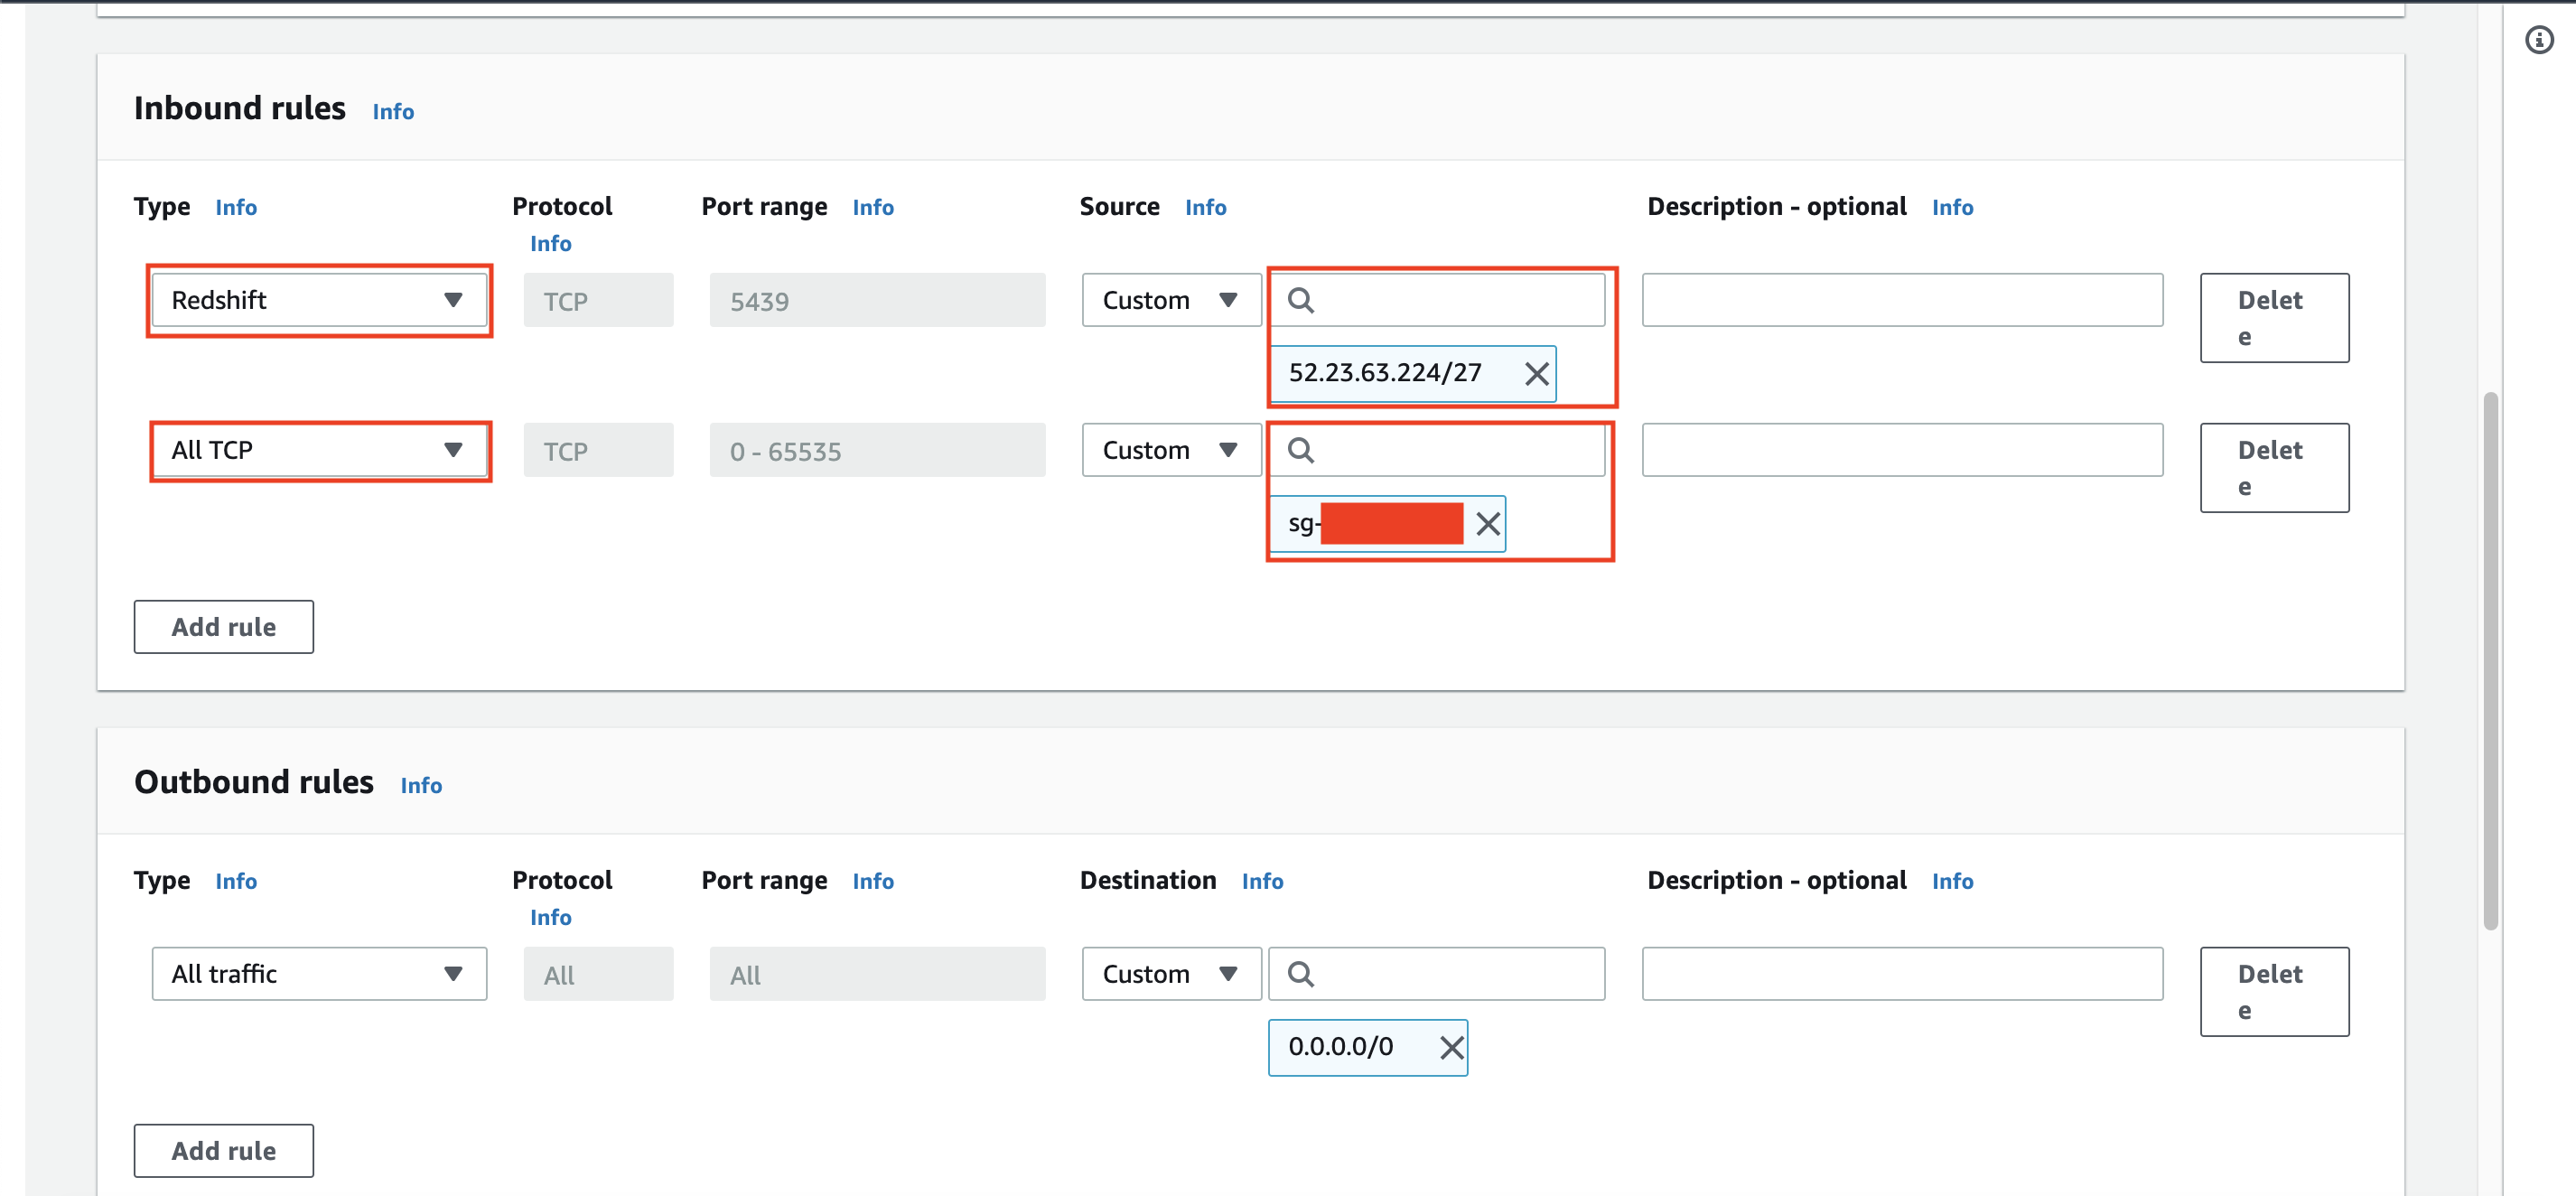 Inbound rules Info
Type Info
Protocol
Info
Port range Info
Source Info
Description - optional Info
Redshift
TCP
5439
Custom
52.23.63.224/27
Delet
e
All TCP
TCP
0 - 65535
Custom
sg-
Delet
e
Add rule
Outbound rules Info
Type Info
Protocol
Info
Port range Info
Destination Info
Description - optional Info
All traffic
All
All
Custom
0.0.0.0/0
Delet
e
Add rule